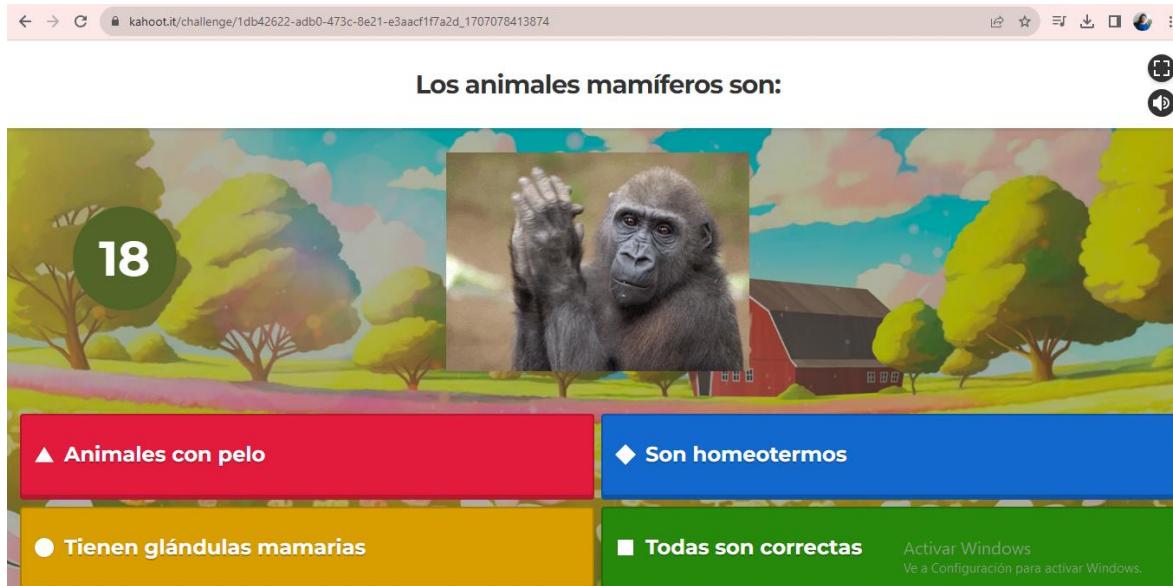 kahoot.it/challenge/1db42622-adb0-473c-8e21-e3aacf1f7a2d_1707078413874
Los animales mamíferos son:
18
Animales con pelo
Son homeotermos
Tienen glándulas mamarias
Todas son correctas
Activar Windows
Ve a Configuración para activar Windows.